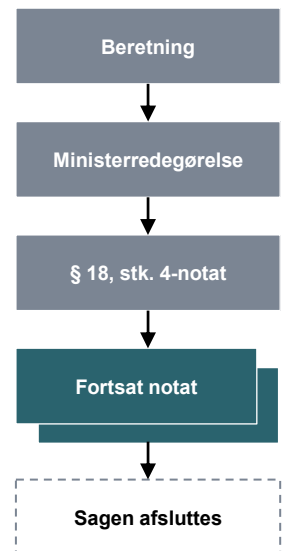 Beretning
Ministerredegørelse
§ 18, stk. 4-notat
Fortsat notat
Sagen afsluttes